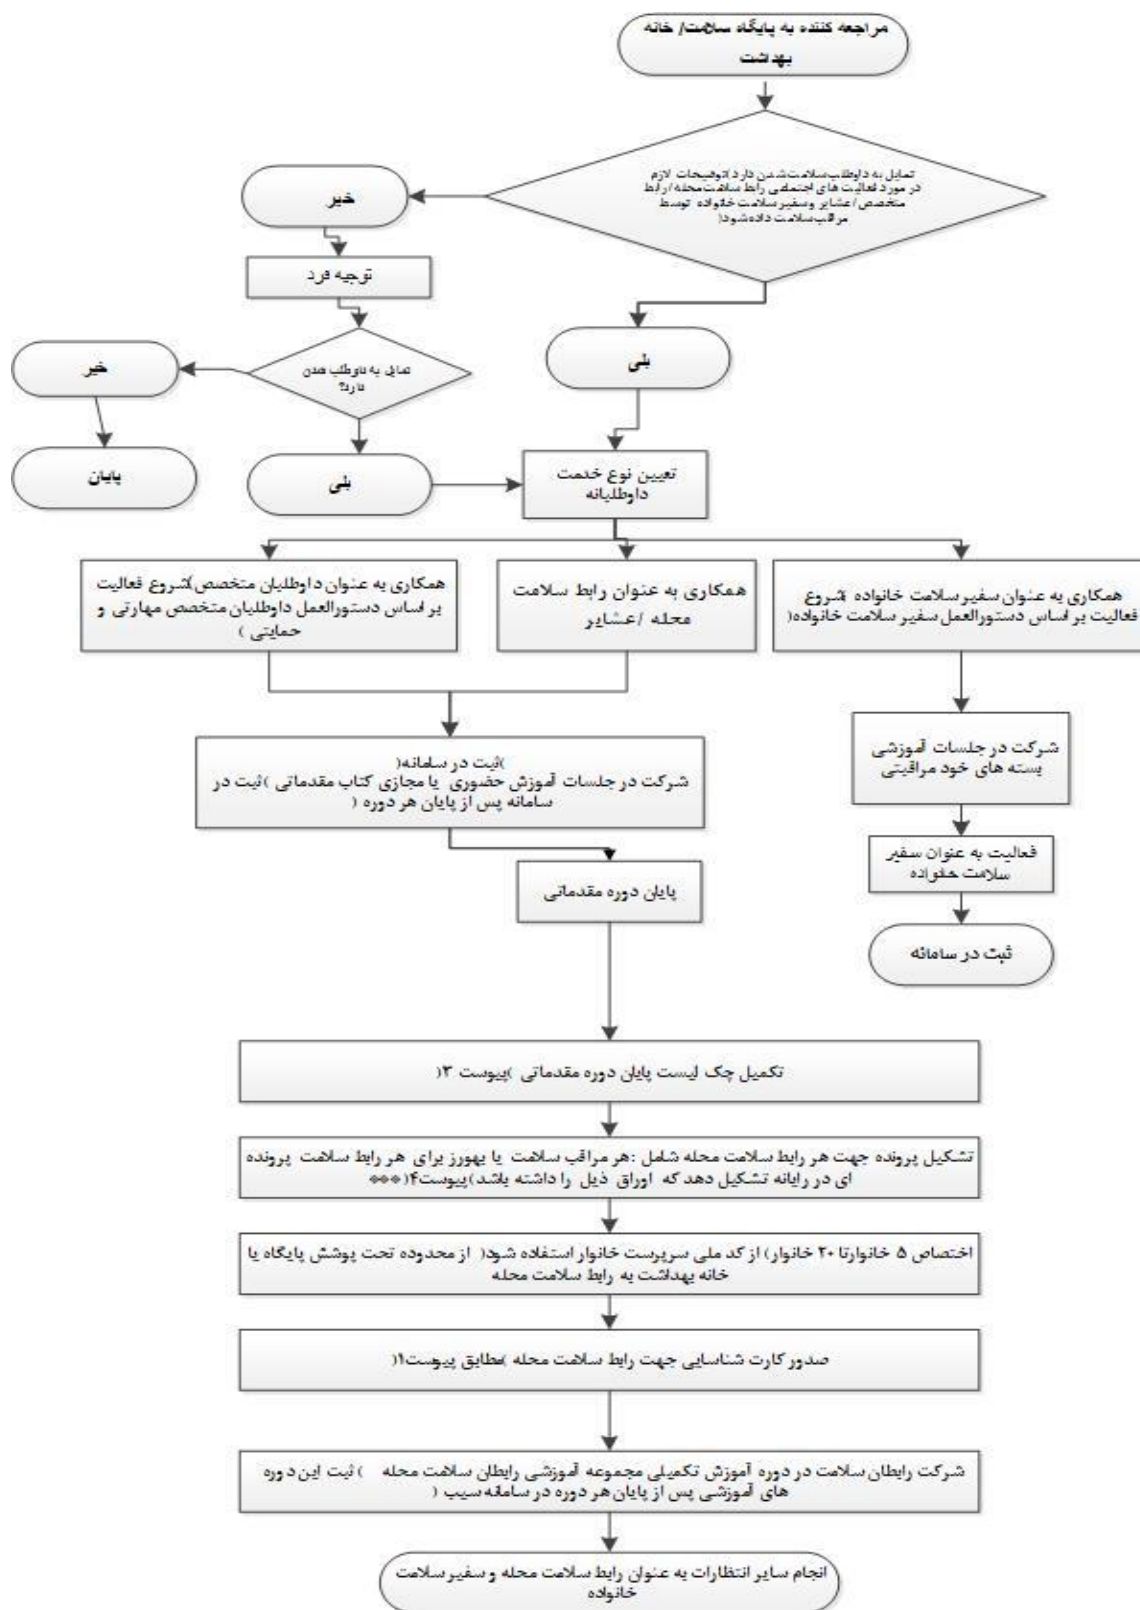 مراجعه کننده به پایگاه سلامت/ خانه
بهداشت
تمایل به داوطلب سلامت شدن دارد)توضیحات لازم
در مورد فعالیت های اجتماعی رابط سلامت محله/رابط
متخصص/عشایر و سفیر سلامت خانواده توسط
مراقب سلامت داده شود(
خیر
توجیه فرد
بلی
تمایل به داوطلب شدن
دارد؟
خیر
پایان
بلی
تعیین نوع خدمت
داوطلبانه
همکاری به عنوان سفیر سلامت خانواده )شروع
فعالیت بر اساس دستورالعمل سفیر سلامت خانواده(
همکاری به عنوان رابط سلامت
محله /عشایر
همکاری به عنوان داوطلبان متخصص)شروع فعالیت
بر اساس دستورالعمل داوطلبان متخصص مهارتی و
حمایتی (
شرکت در جلسات آموزشی
بسته های خود مراقبتی
)ثبت در سامانه(
شرکت در جلسات آموزش حضوری یا مجازی کتاب مقدماتی )ثبت در
سامانه پس از پایان هر دوره (
فعالیت به عنوان سفیر
سلامت خانواده
پایان دوره مقدماتی
ثبت در سامانه
تکمیل چک لیست پایان دوره مقدماتی )پیوست ۳(
تشکیل پرونده جهت هر رابط سلامت محله شامل :هر مراقب سلامت یا بهورز برای هر رابط سلامت پرونده
ای در رایانه تشکیل دهد که اوراق ذیل را داشته باشد)پیوست۴(***
اختصاص ۵ خانوارتا ۲۰ خانوار) از کد ملی سرپرست خانوار استفاده شود( از محدوده تحت پوشش پایگاه یا
خانه بهداشت به رابط سلامت محله
صدور کارت شناسایی جهت رابط سلامت محله )مطابق پیوست۱(
شرکت رابطان سلامت در دوره آموزش تکمیلی مجموعه آموزشی رابطان سلامت محله ) ثبت این دوره
های آموزشی پس از پایان هر دوره در سامانه سیب (
انجام سایر انتظارات به عنوان رابط سلامت محله و سفیر سلامت
خانواده